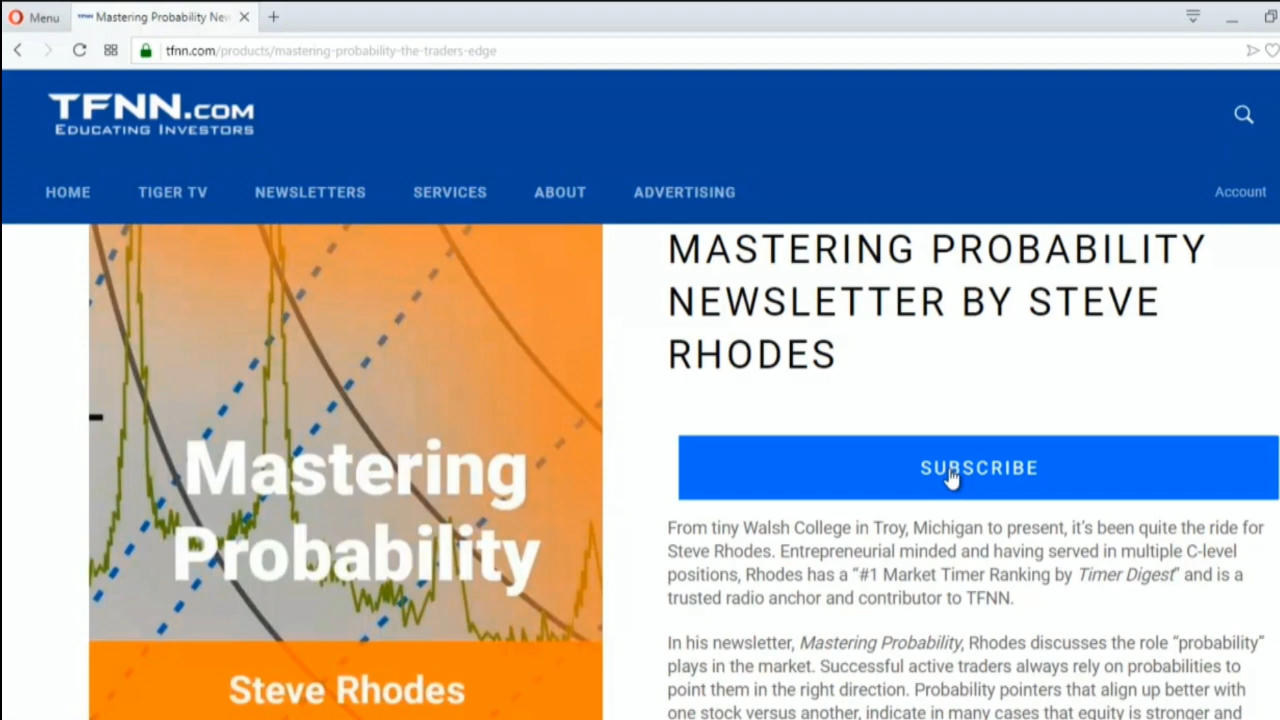 Menu
Mastering Probability New
tfnn.com/products/mastering-probability-the-traders-edge
TFNN.COM
EDUCATING INVESTORS
HOME TIGER TV NEWSLETTERS SERVICES ABOUT ADVERTISING Account
MASTERING PROBABILITY
NEWSLETTER BY STEVE
RHODES
SUBSCRIBE
From tiny Walsh College in Troy, Michigan to present, it's been quite the ride for
Steve Rhodes. Entrepreneurial minded and having served in multiple C-level
positions, Rhodes has a “#1 Market Timer Ranking by Timer Digest” and is a
trusted radio anchor and contributor to TFNN.
In his newsletter, Mastering Probability, Rhodes discusses the role “probability”
plays in the market. Successful active traders always rely on probabilities to
point them in the right direction. Probability pointers that align up better with
one stock versus another, indicate in many cases that equity is stronger and
Mastering
Probability
Steve Rhodes